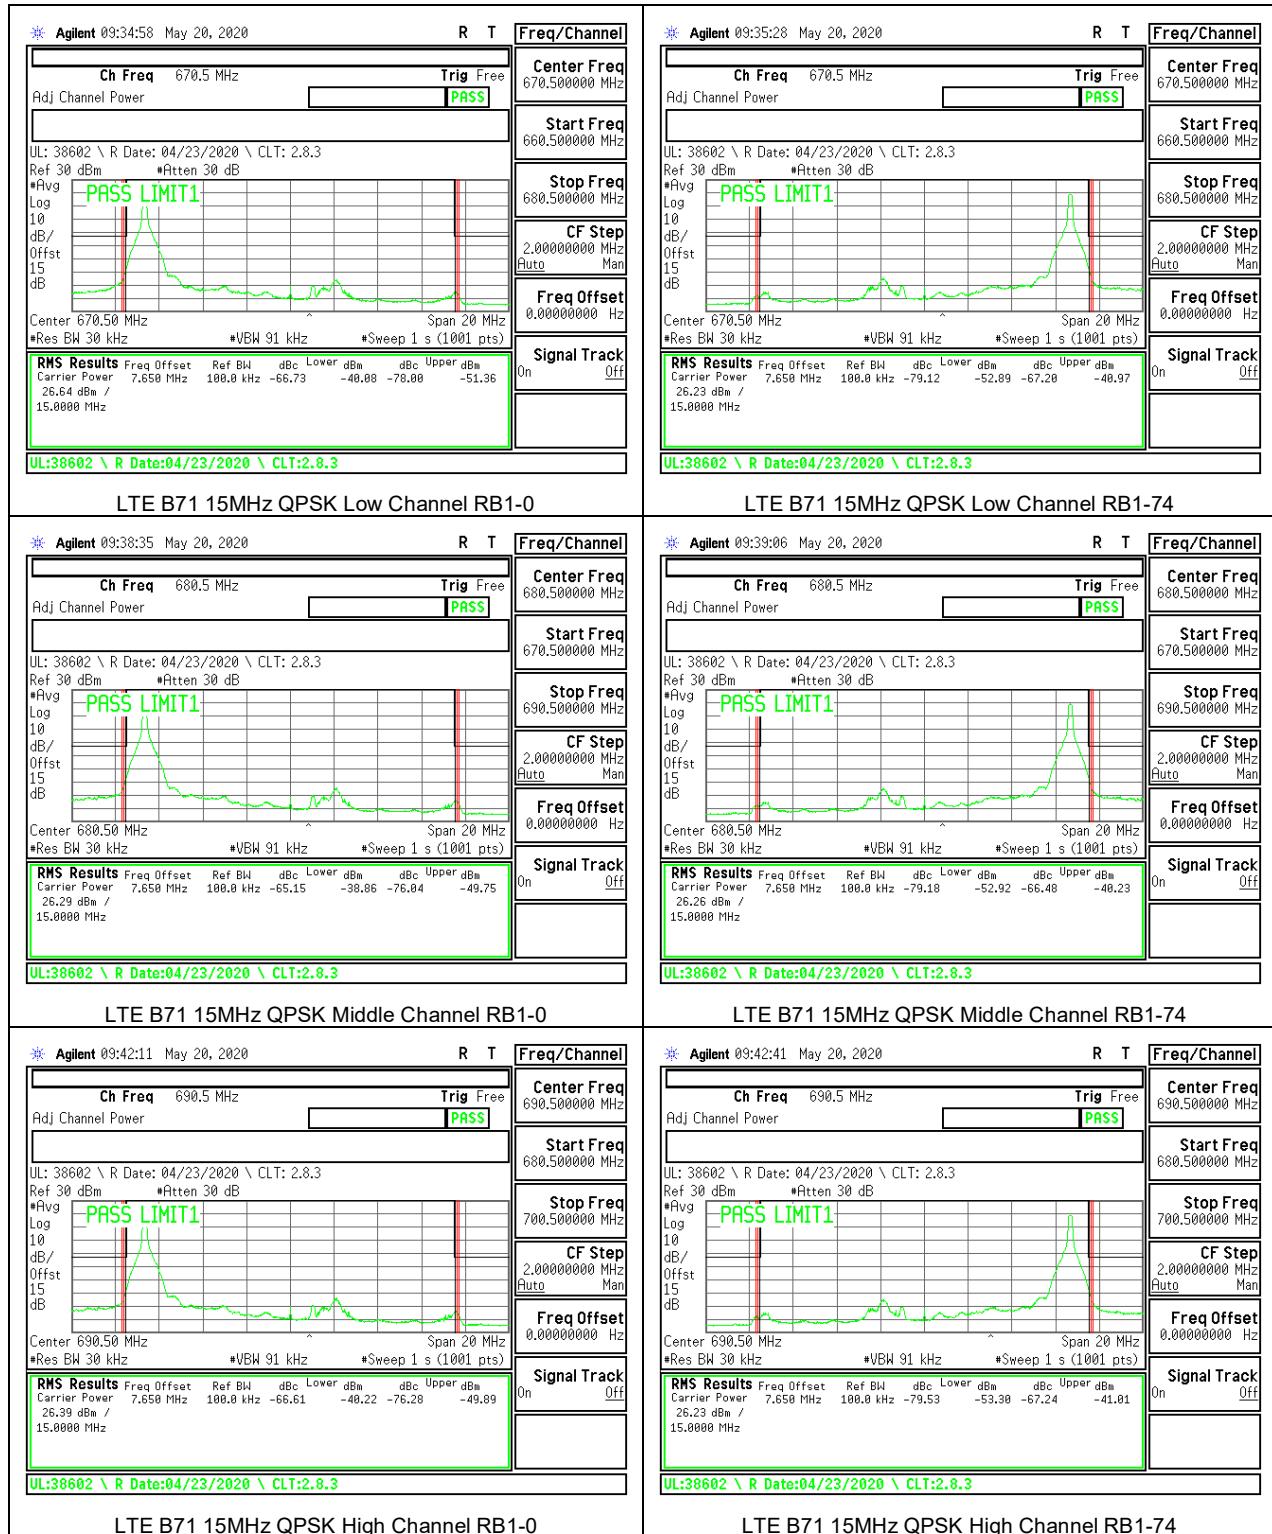 Agilent 09:34:58 May 20, 2020 R T Freq/Channel
Ch Freq 670.5 MHz Trig Free
Adj Channel Power PASS
UL: 38602 \ R Date: 04/23/2020 \ CLT: 2.8.3
Ref 30 dBm #Atten 30 dB
#Avg
Log
10
dB/
Offst
15
dB
PASS LIMIT1
Center 670.50 MHz Span 20 MHz
#Res BW 30 kHz #VBW 91 kHz #Sweep 1 s (1001 pts)
RMS Results Freq Offset Ref BW dBc Lower dBm dBc Upper dBm
Carrier Power 7.650 MHz 100.0 kHz -66.73 -40.08 -78.00 -51.36
26.64 dBm /
15.0000 MHz
UL:38602 \ R Date:04/23/2020 \ CLT:2.8.3
Center Freq
670.500000 MHz
Start Freq
660.500000 MHz
Stop Freq
680.500000 MHz
CF Step
2.00000000 MHz
Auto Man
Freq Offset
0.00000000 Hz
Signal Track
On Off
LTE B71 15MHz QPSK Low Channel RB1-0
Agilent 09:35:28 May 20, 2020 R T Freq/Channel
Ch Freq 670.5 MHz Trig Free
Adj Channel Power PASS
UL: 38602 \ R Date: 04/23/2020 \ CLT: 2.8.3
Ref 30 dBm #Atten 30 dB
#Avg
Log
10
dB/
Offst
15
dB
PASS LIMIT1
Center 670.50 MHz Span 20 MHz
#Res BW 30 kHz #VBW 91 kHz #Sweep 1 s (1001 pts)
RMS Results Freq Offset Ref BW dBc Lower dBm dBc Upper dBm
Carrier Power 7.650 MHz 100.0 kHz -79.12 -52.89 -67.20 -40.97
26.23 dBm /
15.0000 MHz
UL:38602 \ R Date:04/23/2020 \ CLT:2.8.3
Center Freq
670.500000 MHz
Start Freq
660.500000 MHz
Stop Freq
680.500000 MHz
CF Step
2.00000000 MHz
Auto Man
Freq Offset
0.00000000 Hz
Signal Track
On Off
LTE B71 15MHz QPSK Low Channel RB1-74
Agilent 09:38:35 May 20, 2020 R T Freq/Channel
Ch Freq 680.5 MHz Trig Free
Adj Channel Power PASS
UL: 38602 \ R Date: 04/23/2020 \ CLT: 2.8.3
Ref 30 dBm #Atten 30 dB
#Avg
Log
10
dB/
Offst
15
dB
PASS LIMIT1
Center 680.50 MHz Span 20 MHz
#Res BW 30 kHz #VBW 91 kHz #Sweep 1 s (1001 pts)
RMS Results Freq Offset Ref BW dBc Lower dBm dBc Upper dBm
Carrier Power 7.650 MHz 100.0 kHz -65.15 -38.86 -76.04 -49.75
26.29 dBm /
15.0000 MHz
UL:38602 \ R Date:04/23/2020 \ CLT:2.8.3
Center Freq
680.500000 MHz
Start Freq
670.500000 MHz
Stop Freq
690.500000 MHz
CF Step
2.00000000 MHz
Auto Man
Freq Offset
0.00000000 Hz
Signal Track
On Off
LTE B71 15MHz QPSK Middle Channel RB1-0
Agilent 09:39:06 May 20, 2020 R T Freq/Channel
Ch Freq 680.5 MHz Trig Free
Adj Channel Power PASS
UL: 38602 \ R Date: 04/23/2020 \ CLT: 2.8.3
Ref 30 dBm #Atten 30 dB
#Avg
Log
10
dB/
Offst
15
dB
PASS LIMIT1
Center 680.50 MHz Span 20 MHz
#Res BW 30 kHz #VBW 91 kHz #Sweep 1 s (1001 pts)
RMS Results Freq Offset Ref BW dBc Lower dBm dBc Upper dBm
Carrier Power 7.650 MHz 100.0 kHz -79.18 -52.92 -66.48 -40.23
26.26 dBm /
15.0000 MHz
UL:38602 \ R Date:04/23/2020 \ CLT:2.8.3
Center Freq
680.500000 MHz
Start Freq
670.500000 MHz
Stop Freq
690.500000 MHz
CF Step
2.00000000 MHz
Auto Man
Freq Offset
0.00000000 Hz
Signal Track
On Off
LTE B71 15MHz QPSK Middle Channel RB1-74
Agilent 09:42:11 May 20, 2020 R T Freq/Channel
Ch Freq 690.5 MHz Trig Free
Adj Channel Power PASS
UL: 38602 \ R Date: 04/23/2020 \ CLT: 2.8.3
Ref 30 dBm #Atten 30 dB
#Avg
Log
10
dB/
Offst
15
dB
PASS LIMIT1
Center 690.50 MHz Span 20 MHz
#Res BW 30 kHz #VBW 91 kHz #Sweep 1 s (1001 pts)
RMS Results Freq Offset Ref BW dBc Lower dBm dBc Upper dBm
Carrier Power 7.650 MHz 100.0 kHz -66.61 -40.22 -76.28 -49.89
26.39 dBm /
15.0000 MHz
UL:38602 \ R Date:04/23/2020 \ CLT:2.8.3
Center Freq
690.500000 MHz
Start Freq
680.500000 MHz
Stop Freq
700.500000 MHz
CF Step
2.00000000 MHz
Auto Man
Freq Offset
0.00000000 Hz
Signal Track
On Off
LTE B71 15MHz QPSK High Channel RB1-0
Agilent 09:42:41 May 20, 2020 R T Freq/Channel
Ch Freq 690.5 MHz Trig Free
Adj Channel Power PASS
UL: 38602 \ R Date: 04/23/2020 \ CLT: 2.8.3
Ref 30 dBm #Atten 30 dB
#Avg
Log
10
dB/
Offst
15
dB
PASS LIMIT1
Center 690.50 MHz Span 20 MHz
#Res BW 30 kHz #VBW 91 kHz #Sweep 1 s (1001 pts)
RMS Results Freq Offset Ref BW dBc Lower dBm dBc Upper dBm
Carrier Power 7.650 MHz 100.0 kHz -79.53 -53.30 -67.24 -41.01
26.23 dBm /
15.0000 MHz
UL:38602 \ R Date:04/23/2020 \ CLT:2.8.3
Center Freq
690.500000 MHz
Start Freq
680.500000 MHz
Stop Freq
700.500000 MHz
CF Step
2.00000000 MHz
Auto Man
Freq Offset
0.00000000 Hz
Signal Track
On Off
LTE B71 15MHz QPSK High Channel RB1-74